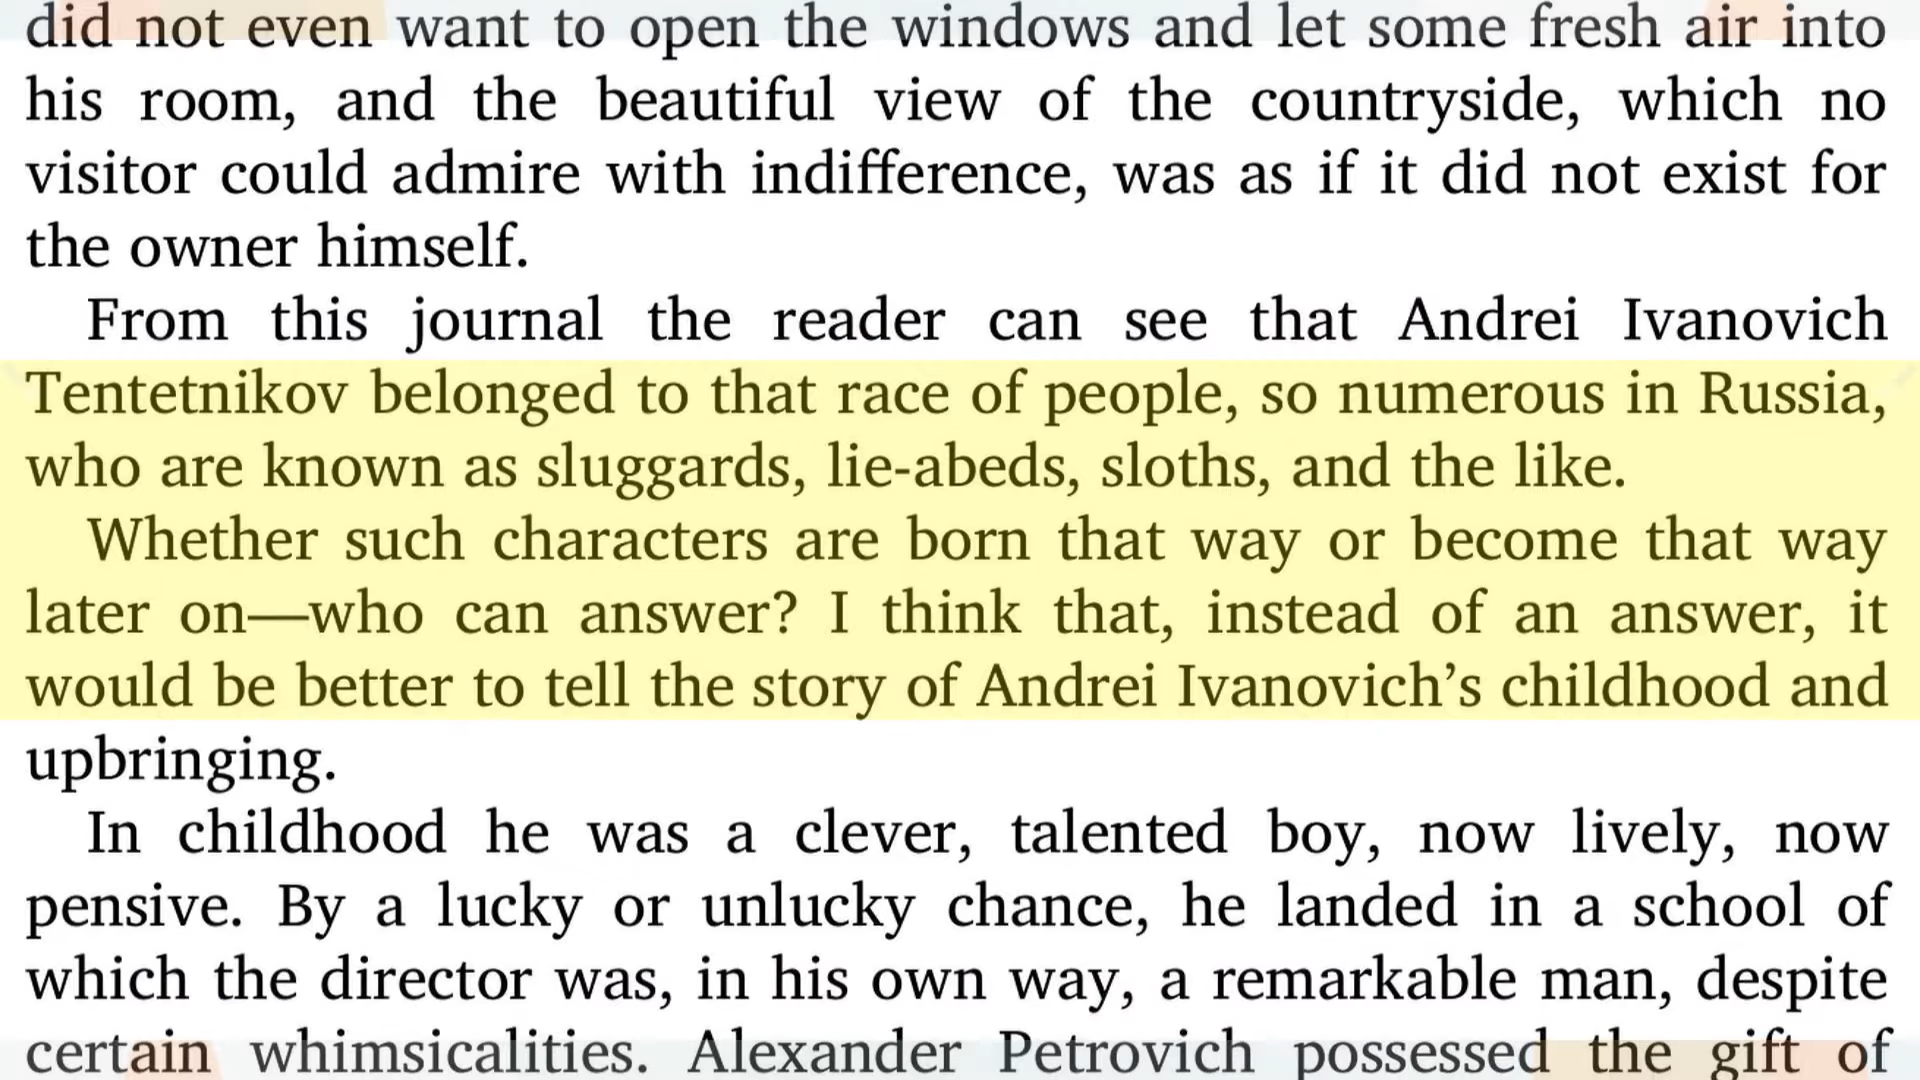 did not even want to open the windows and let some fresh air into
his room, and the beautiful view of the countryside, which no
visitor could admire with indifference, was as if it did not exist for
the owner himself.
From this journal the reader can see that Andrei Ivanovich
Tentetnikov belonged to that race of people, so numerous in Russia,
who are known as sluggards, lie-abeds, sloths, and the like.
Whether such characters are born that way or become that way
later on—who can answer? I think that, instead of an answer, it
would be better to tell the story of Andrei Ivanovich’s childhood and
upbringing.
In childhood he was a clever, talented boy, now lively, now
pensive. By a lucky or unlucky chance, he landed in a school of
which the director was, in his own way, a remarkable man, despite
certain whimsicalities. Alexander Petrovich possessed the gift of